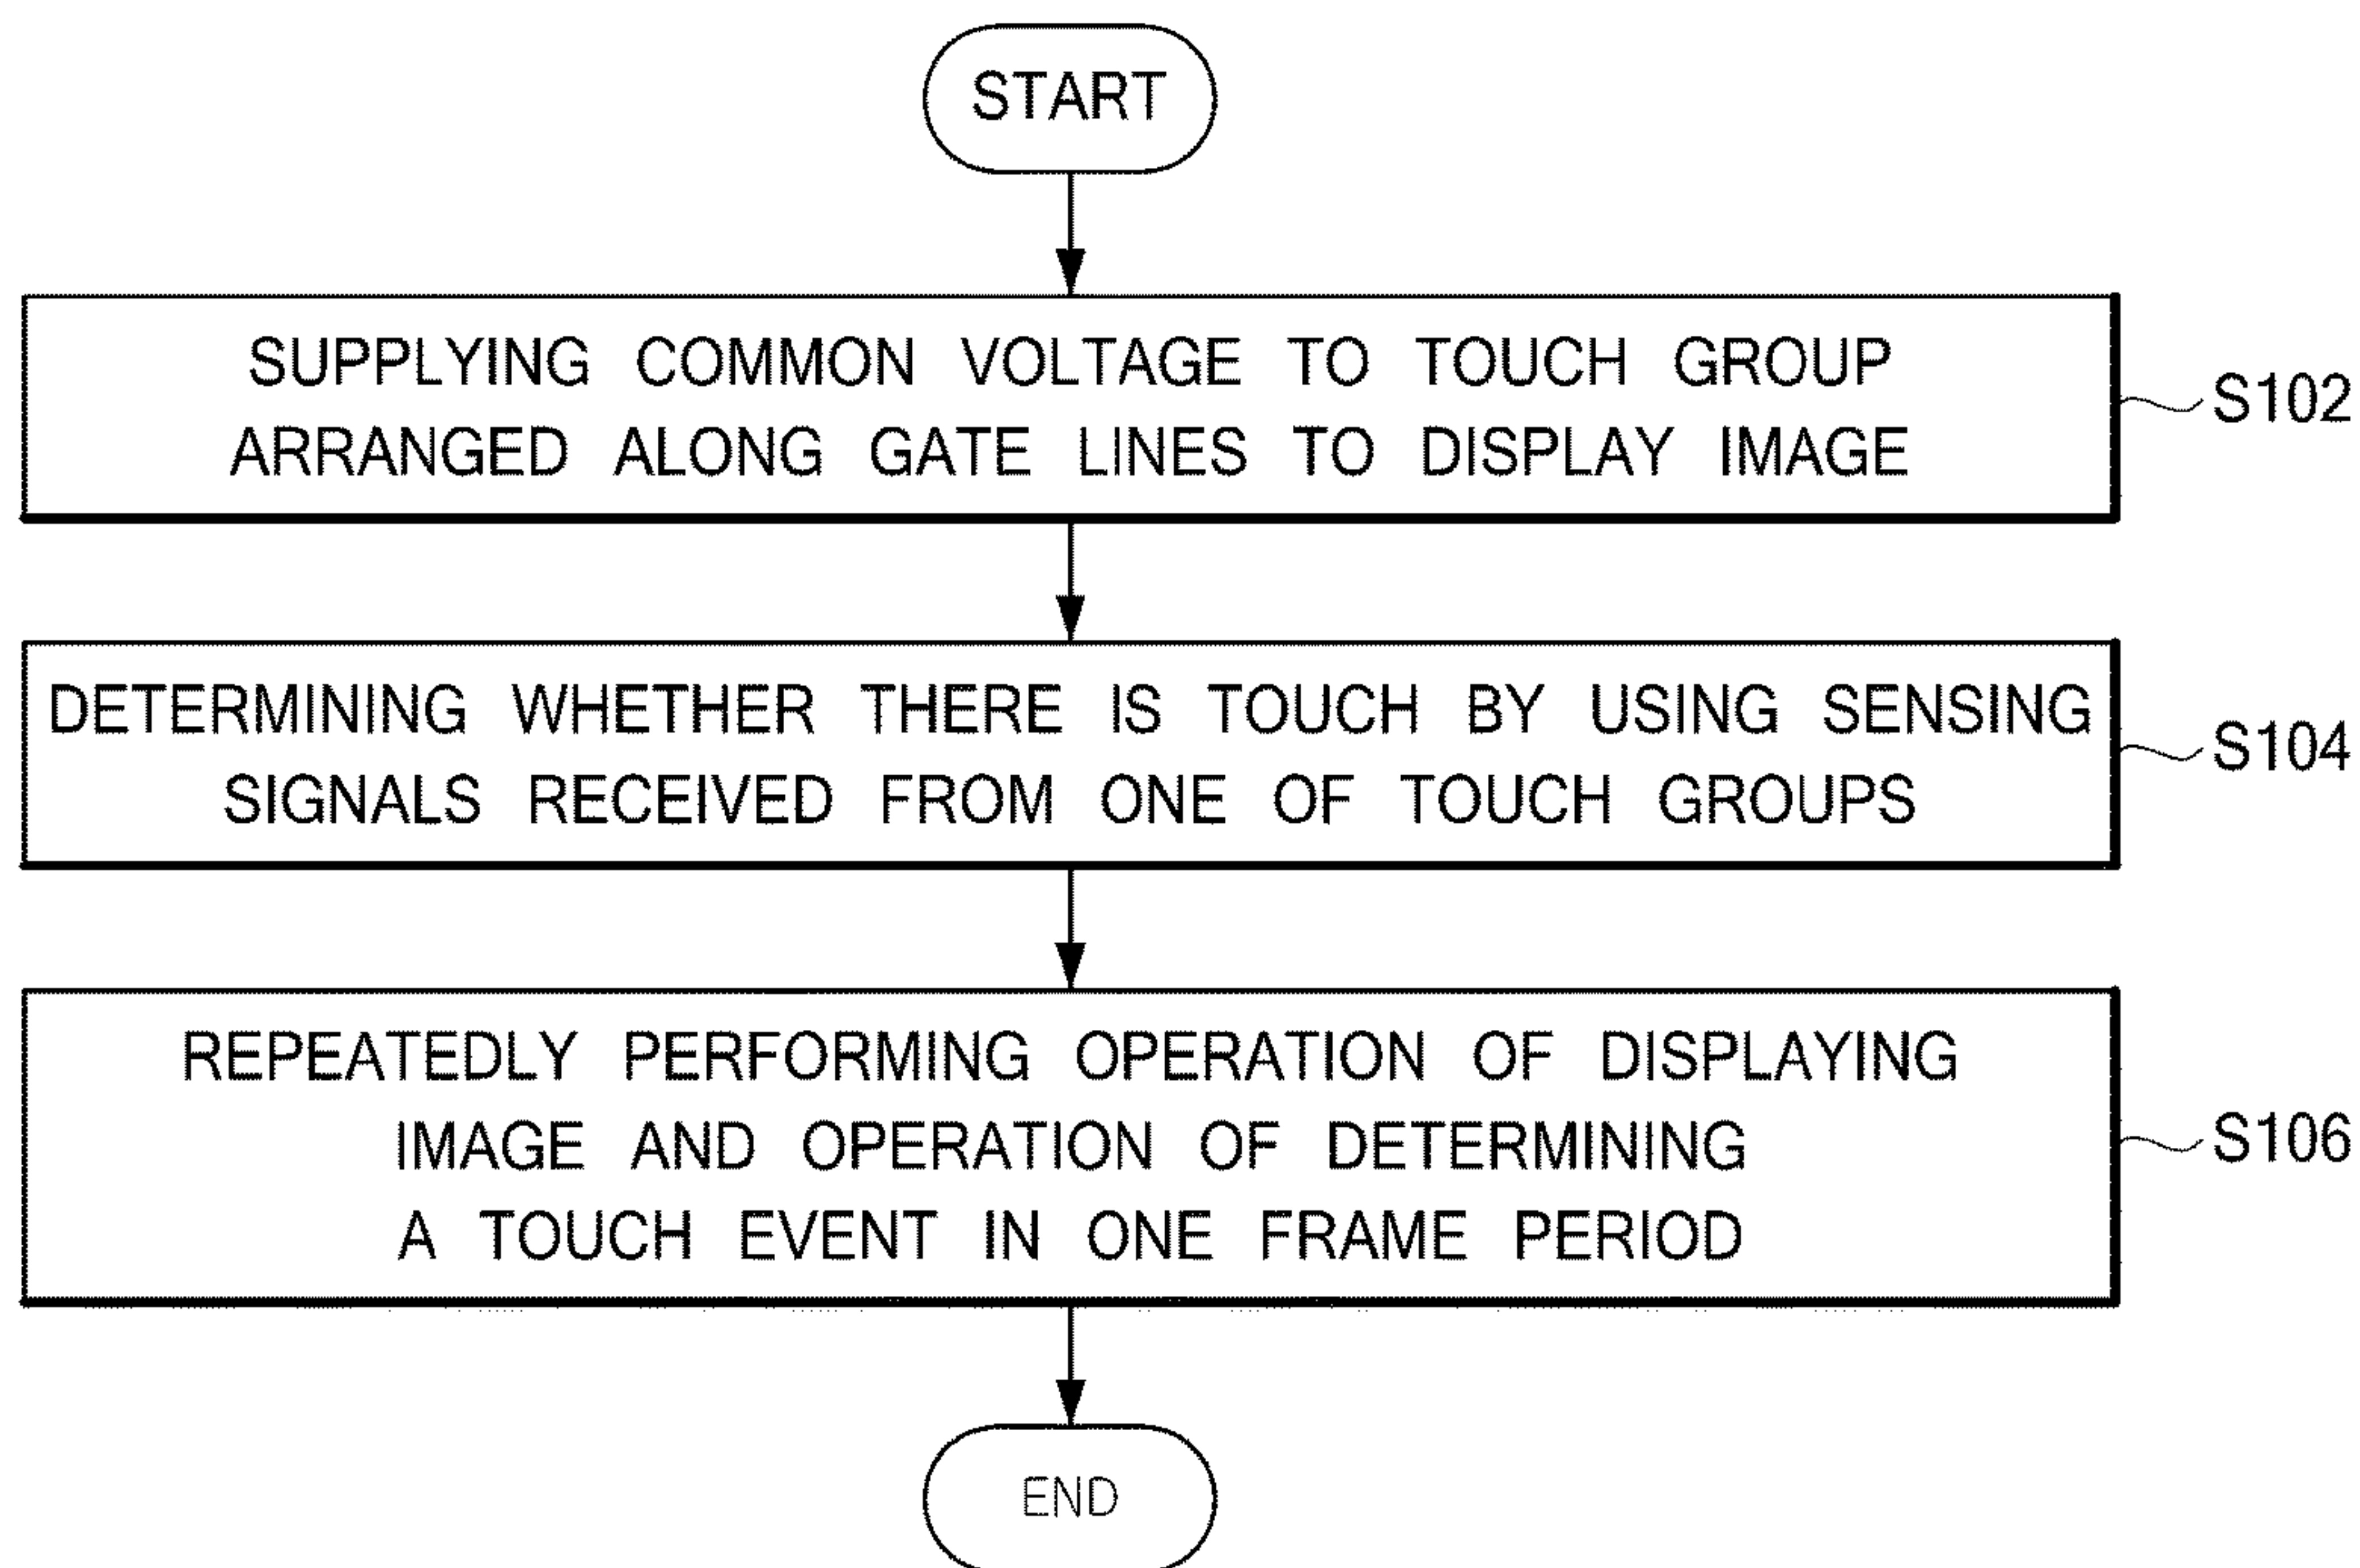 START
SUPPLYING COMMON VOLTAGE TO TOUCH GROUP
ARRANGED ALONG GATE LINES TO DISPLAY IMAGE
S102
DETERMINING WHETHER THERE IS TOUCH BY USING SENSING
SIGNALS RECEIVED FROM ONE OF TOUCH GROUPS
S104
REPEATEDLY PERFORMING OPERATION OF DISPLAYING
IMAGE AND OPERATION OF DETERMINING
A TOUCH EVENT IN ONE FRAME PERIOD
S106
END